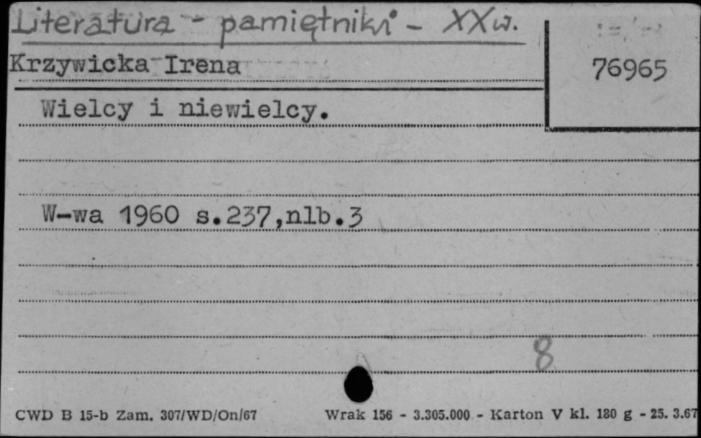 Literatura - pamiętniki - XX w.
Krzywicka Irena
76965
Wielcy i niewielcy.
W-wa 1960 s.237,nlb.3
8
CWD B 15-b Zam. 307/WD/On/67 Wrak 156 - 3.305.000 - Karton V kl. 180 g - 25. 3.67